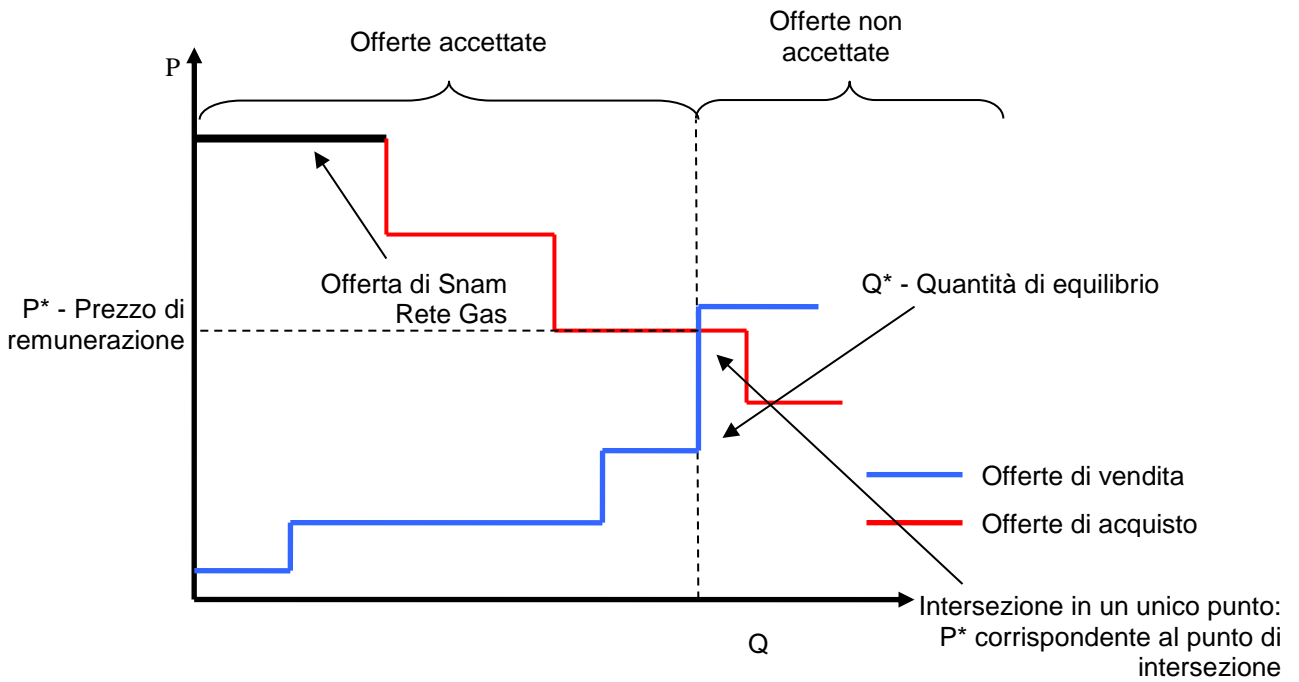 Offerte accettate
Offerte non
accettate
P
Offerta di Snam
Rete Gas
P* - Prezzo di
remunerazione
Q* - Quantità di equilibrio
Offerte di vendita
Offerte di acquisto
Intersezione in un unico punto:
P* corrispondente al punto di
intersezione
Q